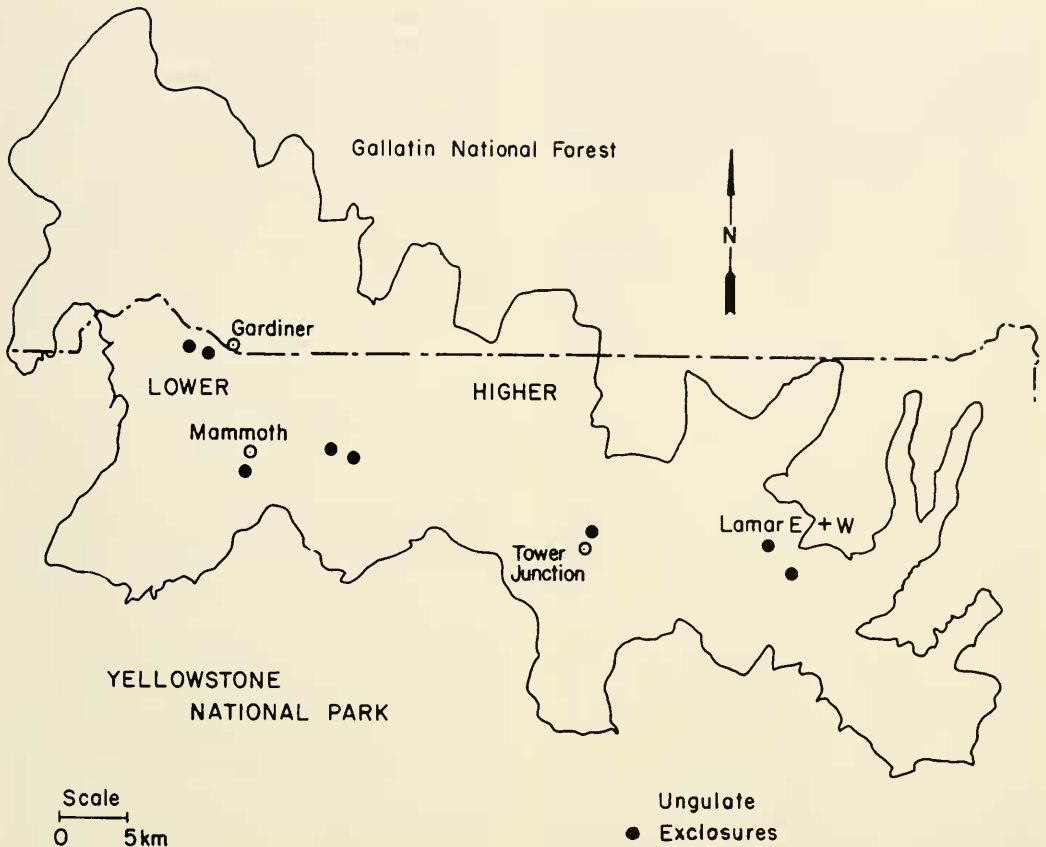 Gallatin National Forest
N
Gardiner
LOWER
HIGHER
Mammoth
Lamar E + W
Tower
Junction
YELLOWSTONE
NATIONAL PARK
Scale
0 5km
Ungulate
Exclosures